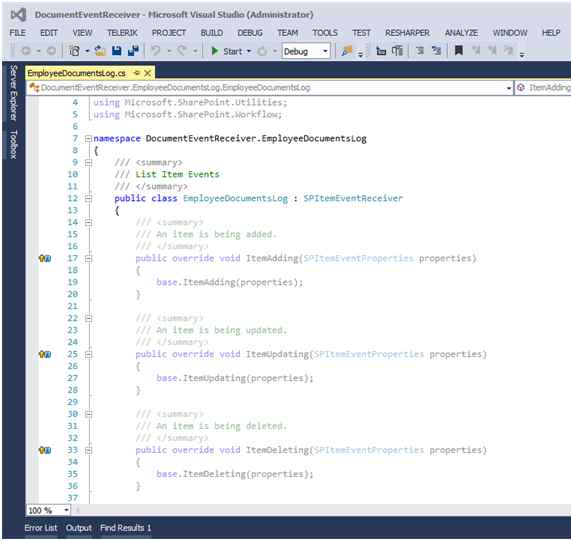 DocumentEventReceiver - Microsoft Visual Studio (Administrator)
FILE EDIT VIEW TELERIK PROJECT BUILD DEBUG TEAM TOOLS TEST RESHARPER ANALYZE WINDOW HELP
Start Debug
Server Explorer
Toolbox
EmployeeDocumentsLog.cs
DocumentEventReceiver.EmployeeDocumentsLog.EmployeeDocumentsLog ItemAdding
4 using Microsoft.SharePoint.Utilities;
5 using Microsoft.SharePoint.Workflow;
6
7 namespace DocumentEventReceiver.EmployeeDocumentsLog
8 {
9 /// <summary>
10 /// List Item Events
11 /// </summary>
12 public class EmployeeDocumentsLog : SPItemEventReceiver
13 {
14 /// <summary>
15 /// An item is being added.
16 /// </summary>
17 public override void ItemAdding(SPItemEventProperties properties)
18 {
19 base.ItemAdding(properties);
20 }
21
22 /// <summary>
23 /// An item is being updated.
24 /// </summary>
25 public override void ItemUpdating(SPItemEventProperties properties)
26 {
27 base.ItemUpdating(properties);
28 }
29
30 /// <summary>
31 /// An item is being deleted.
32 /// </summary>
33 public override void ItemDeleting(SPItemEventProperties properties)
34 {
35 base.ItemDeleting(properties);
36 }
37
100 %
Error List Output Find Results 1